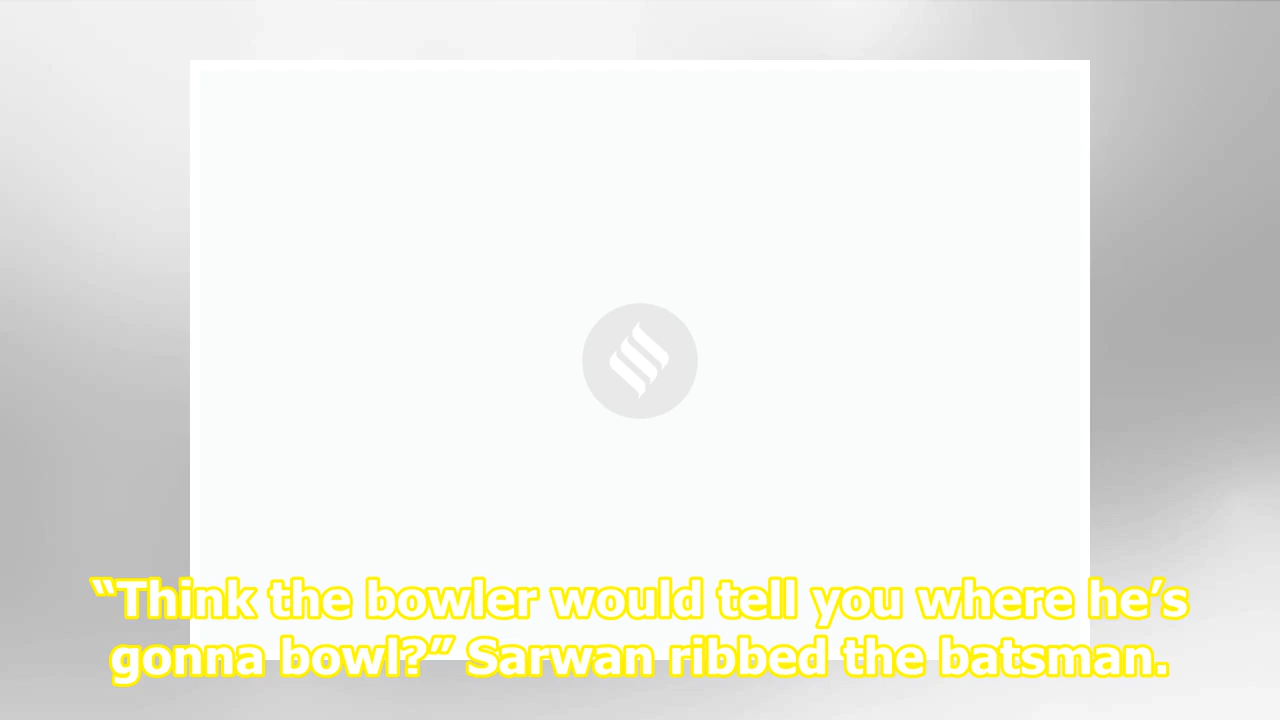 “Think the bowler would tell you where he’s
gonna bowl?” Sarwan ribbed the batsman.